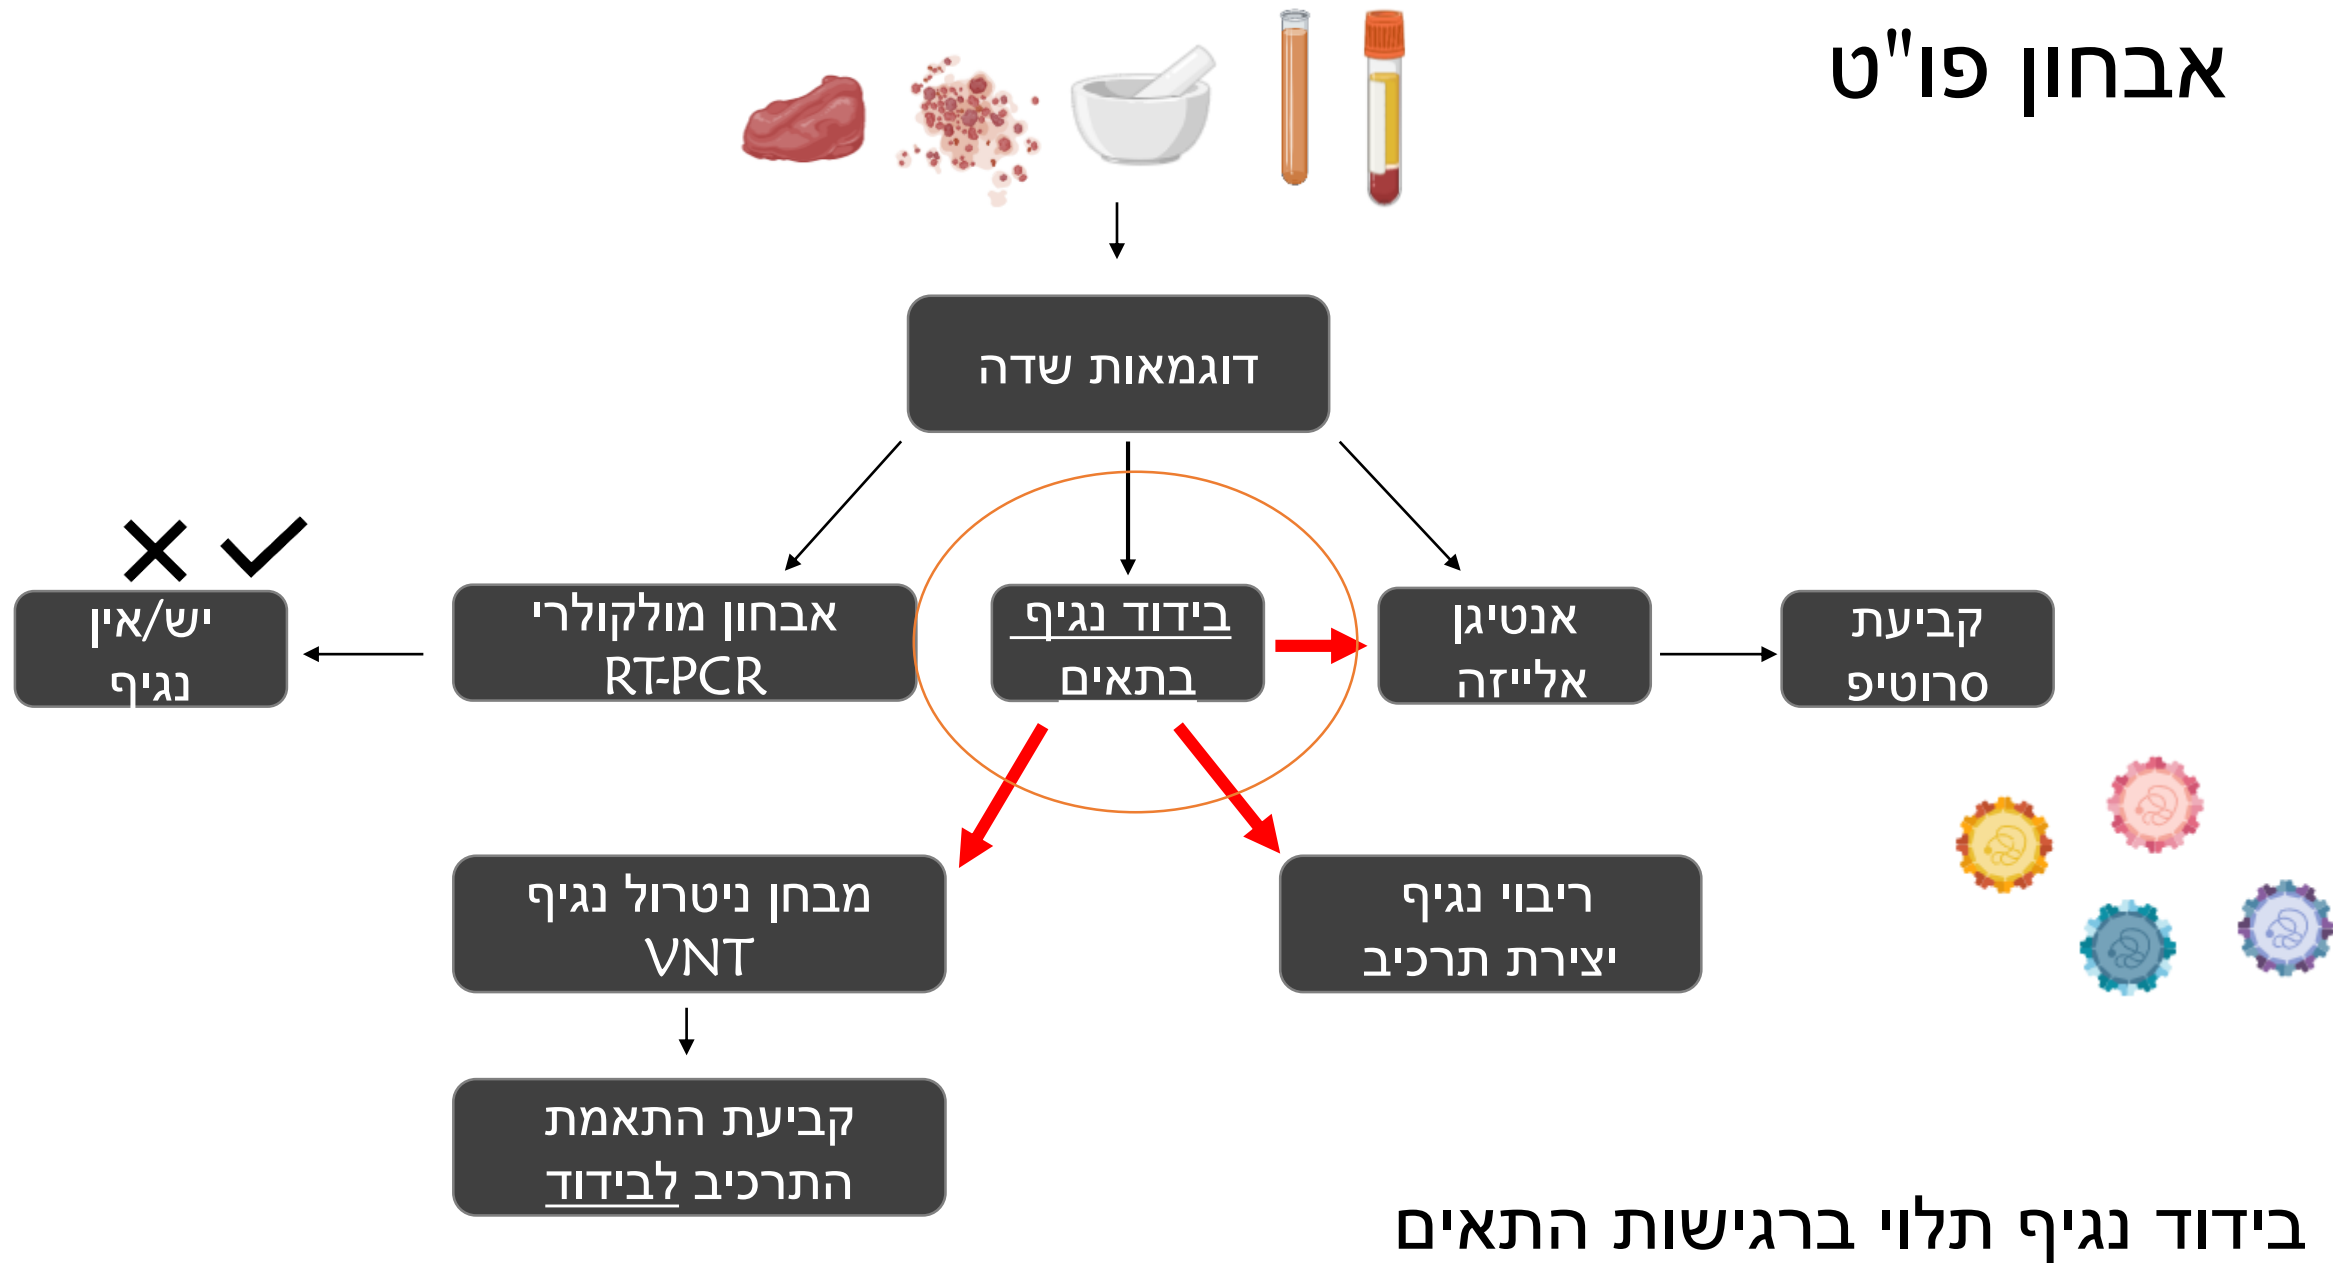 אבחון פו"ט
דוגמאות שדה
קביעת
סרוטיפ
אנטיגן
אלייזה
בידוד נגיף
בתאים
אבחון מולקולרי
RT-PCR
יש/אין
נגיף
ריבוי נגיף
יצירת תרכיב
מבחן ניטרול נגיף
VNT
קביעת התאמת
התרכיב לבידוד
בידוד נגיף תלוי ברגישות התאים